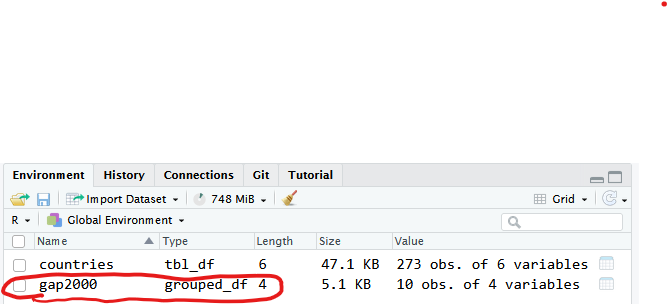 Environment History Connections Git Tutorial
Import Dataset 748 MiB Grid
R Global Environment
Name Type Length Size Value
countries tbl_df 6 47.1 KB 273 obs. of 6 variables
gap2000 grouped_df 4 5.1 KB 10 obs. of 4 variables